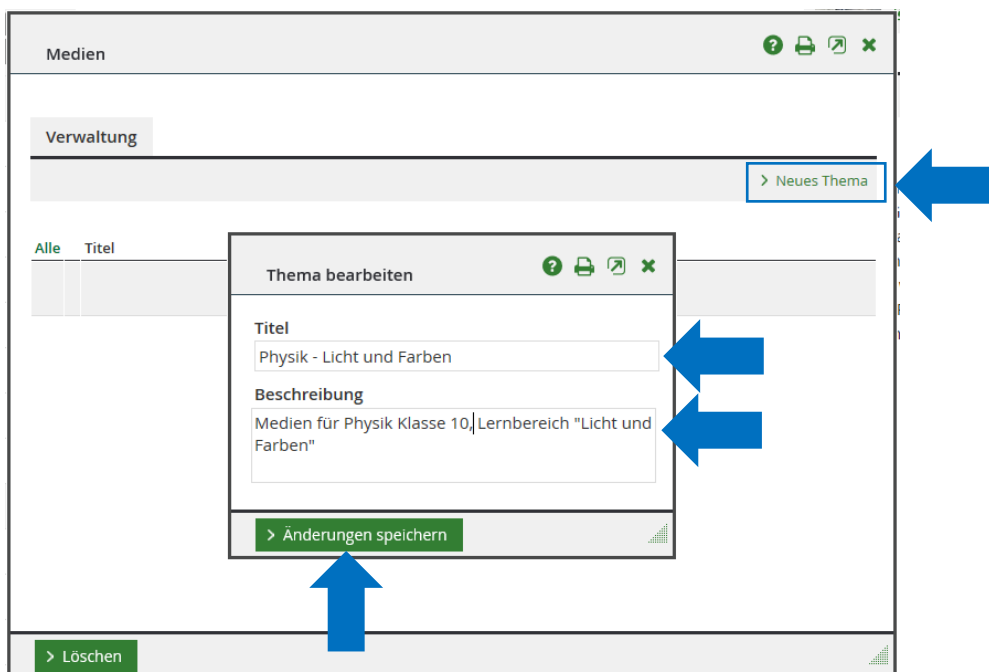 Medien
Verwaltung
> Neues Thema
Alle Titel
Thema bearbeiten
Titel
Physik - Licht und Farben
Beschreibung
Medien für Physik Klasse 10, Lernbereich "Licht und
Farben"
> Änderungen speichern
> Löschen